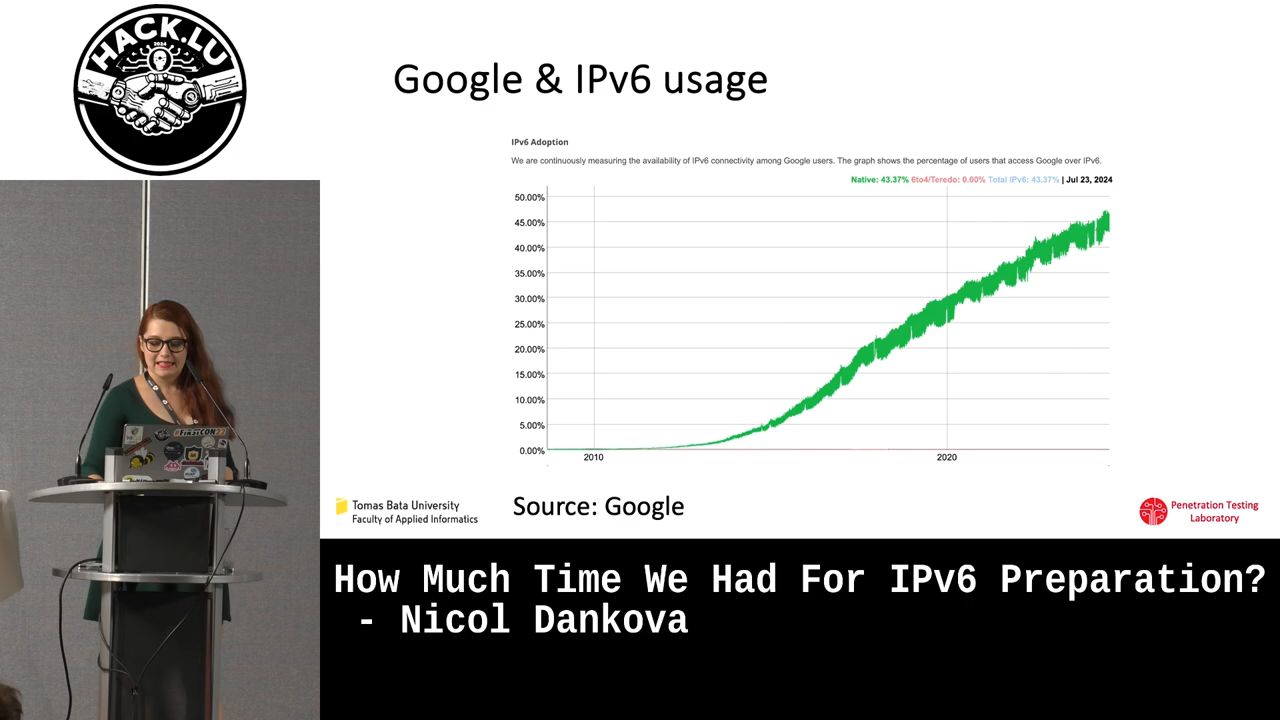 HACK.LU
2024
Google & IPv6 usage
IPv6 Adoption
We are continuously measuring the availability of IPv6 connectivity among Google users. The graph shows the percentage of users that access Google over IPv6.
Native: 43.37% 6to4/Teredo: 0.00% Total IPv6: 43.37% | Jul 23, 2024
50.00%
45.00%
40.00%
35.00%
30.00%
25.00%
20.00%
15.00%
10.00%
5.00%
0.00%
2010 2020
Source: Google
Tomas Bata University
Faculty of Applied Informatics
Penetration Testing
Laboratory
#FirstCON22
How Much Time We Had For IPv6 Preparation?
- Nicol Dankova